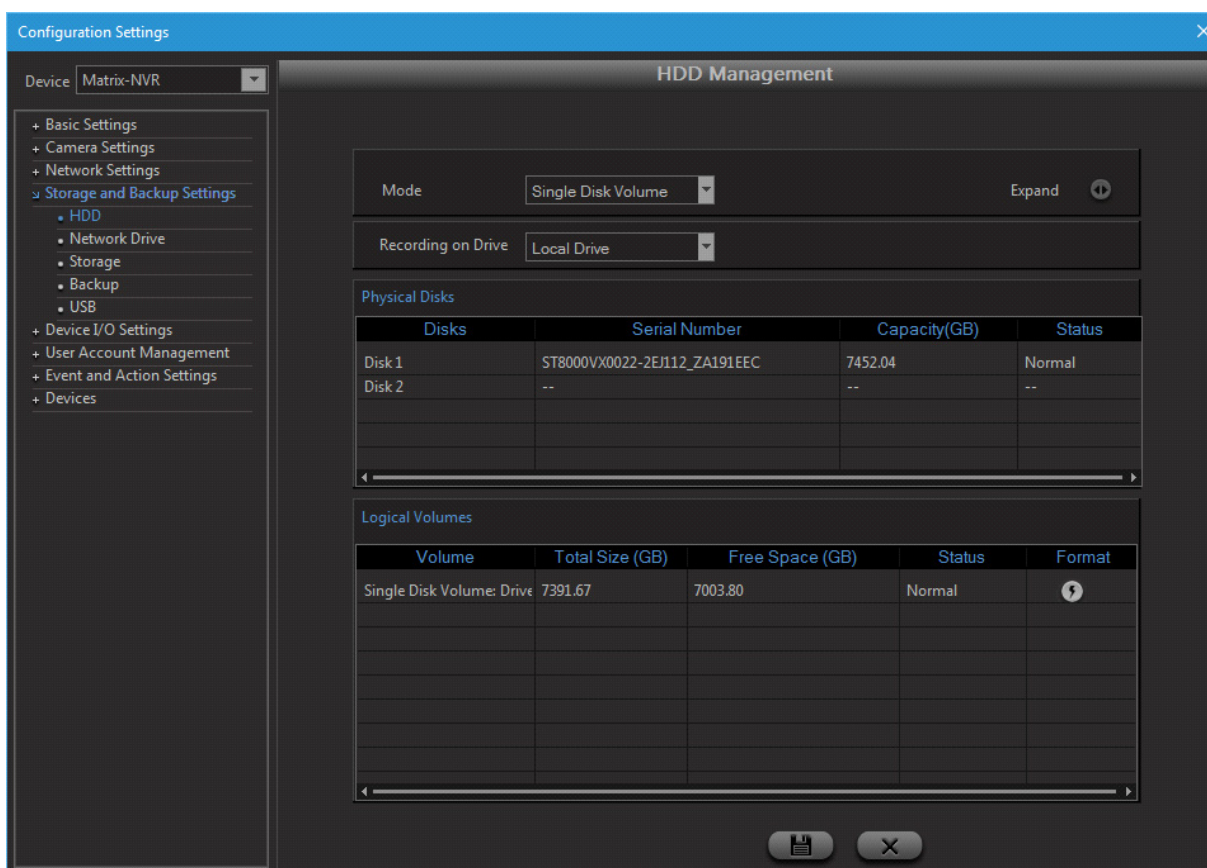 Configuration Settings
Device Matrix-NVR
HDD Management
+ Basic Settings
+ Camera Settings
+ Network Settings
Storage and Backup Settings
HDD
Network Drive
Storage
Backup
USB
+ Device I/O Settings
+ User Account Management
+ Event and Action Settings
+ Devices
Mode Single Disk Volume Expand
Recording on Drive Local Drive
Physical Disks
Disks Serial Number Capacity(GB) Status
Disk 1 ST8000VX0022-2EJ112_ZA191EEC 7452.04 Normal
Disk 2 -- -- --
Logical Volumes
Volume Total Size (GB) Free Space (GB) Status Format
Single Disk Volume: Drive 7391.67 7003.80 Normal